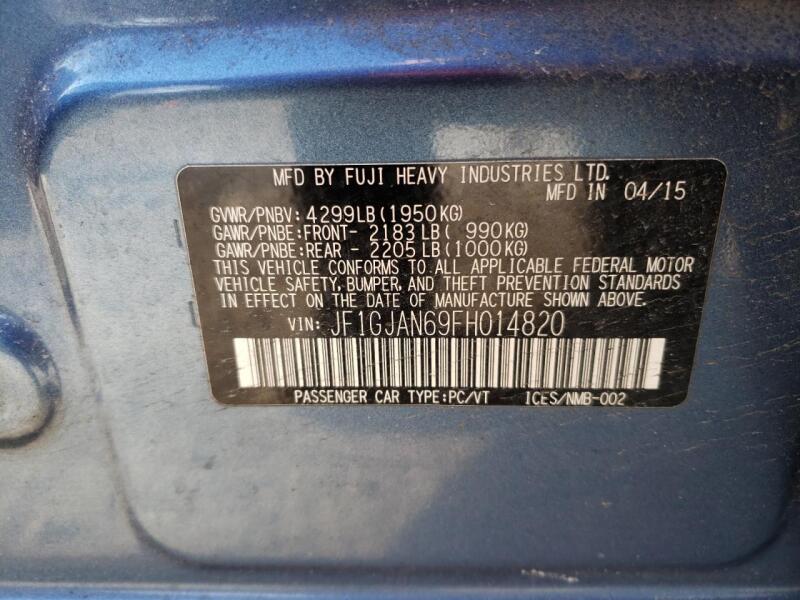 MFD BY FUJI HEAVY INDUSTRIES LTD.
MFD IN 04/15
GVWR/PNBV: 4299LB(1950KG)
GAWR/PNBE:FRONT- 2183LB( 990KG)
GAWR/PNBE:REAR - 2205LB(1000KG)
THIS VEHICLE CONFORMS TO ALL APPLICABLE FEDERAL MOTOR
VEHICLE SAFETY, BUMPER, AND THEFT PREVENTION STANDARDS
IN EFFECT ON THE DATE OF MANUFACTURE SHOWN ABOVE.
VIN: JF1GJAN69FH014820
PASSENGER CAR TYPE:PC/VT ICES/NMB-002